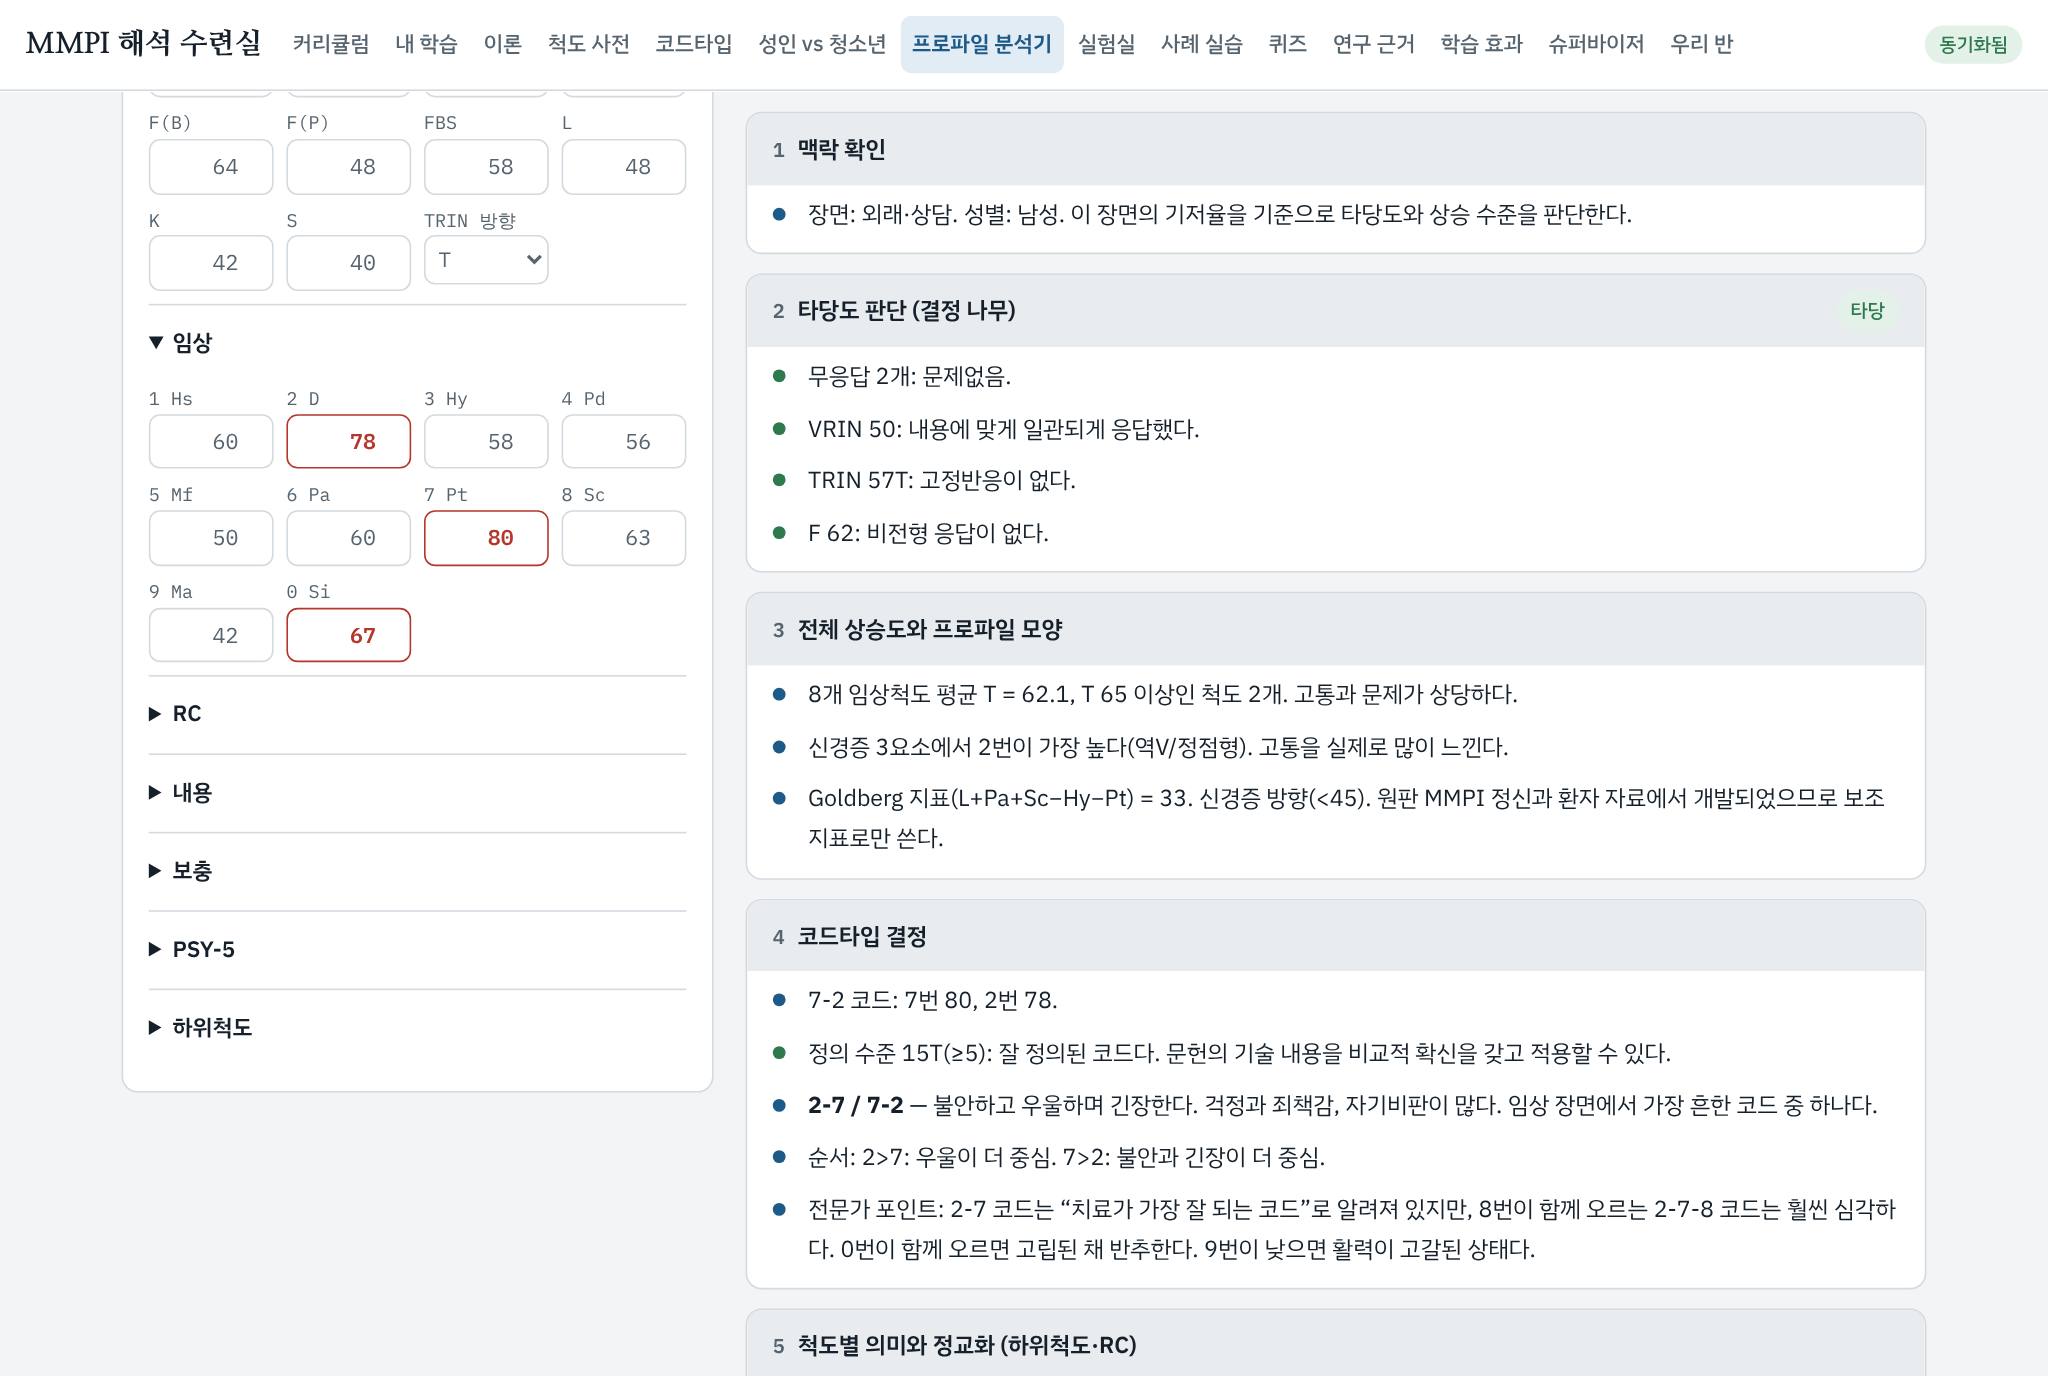 MMPI 해석 수련실
커리큘럼
내 학습
이론
척도 사전
코드타입
성인 vs 청소년
프로파일 분석기
실험실
사례 실습
퀴즈
연구 근거
학습 효과
슈퍼바이저
우리 반
동기화됨
F(B) F(P) FBS L
64 48 58 48
K S TRIN 방향
42 40 T
▼ 임상
1 Hs 2 D 3 Hy 4 Pd
60 78 58 56
5 Mf 6 Pa 7 Pt 8 Sc
50 60 80 63
9 Ma 0 Si
42 67
▶ RC
▶ 내용
▶ 보충
▶ PSY-5
▶ 하위척도
1 맥락 확인
장면: 외래·상담. 성별: 남성. 이 장면의 기저율을 기준으로 타당도와 상승 수준을 판단한다.
2 타당도 판단 (결정 나무) 타당
무응답 2개: 문제없음.
VRIN 50: 내용에 맞게 일관되게 응답했다.
TRIN 57T: 고정반응이 없다.
F 62: 비전형 응답이 없다.
3 전체 상승도와 프로파일 모양
8개 임상척도 평균 T = 62.1, T 65 이상인 척도 2개. 고통과 문제가 상당하다.
신경증 3요소에서 2번이 가장 높다(역V/정점형). 고통을 실제로 많이 느낀다.
Goldberg 지표(L+Pa+Sc−Hy−Pt) = 33. 신경증 방향(<45). 원판 MMPI 정신과 환자 자료에서 개발되었으므로 보조
지표로만 쓴다.
4 코드타입 결정
7-2 코드: 7번 80, 2번 78.
정의 수준 15T(≥5): 잘 정의된 코드다. 문헌의 기술 내용을 비교적 확신을 갖고 적용할 수 있다.
2-7 / 7-2 — 불안하고 우울하며 긴장한다. 걱정과 죄책감, 자기비판이 많다. 임상 장면에서 가장 흔한 코드 중 하나다.
순서: 2>7: 우울이 더 중심. 7>2: 불안과 긴장이 더 중심.
전문가 포인트: 2-7 코드는 “치료가 가장 잘 되는 코드”로 알려져 있지만, 8번이 함께 오르는 2-7-8 코드는 훨씬 심각하
다. 0번이 함께 오르면 고립된 채 반추한다. 9번이 낮으면 활력이 고갈된 상태다.
5 척도별 의미와 정교화 (하위척도·RC)